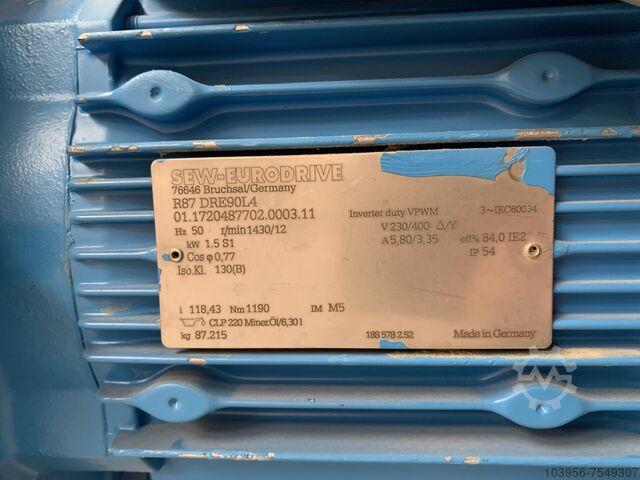 SEW-EURODRIVE
76646 Bruchsal/Germany
R87 DRE90L4
01.1720487702.0003.11 Inverter duty VPWM 3~IEC60034
Hz 50 r/min 1430/12 V 230/400 △/Y
kW 1.5 S1 A 5,80/3,35 eff% 84,0 IE2
Cos φ 0,77 IP 54
Iso.Kl. 130(B)
i 118,43 Nm 1190 IM M5
CLP 220 Miner.Öl/6,30 l
kg 87.215 188 578 2.52 Made in Germany
103956-7549307